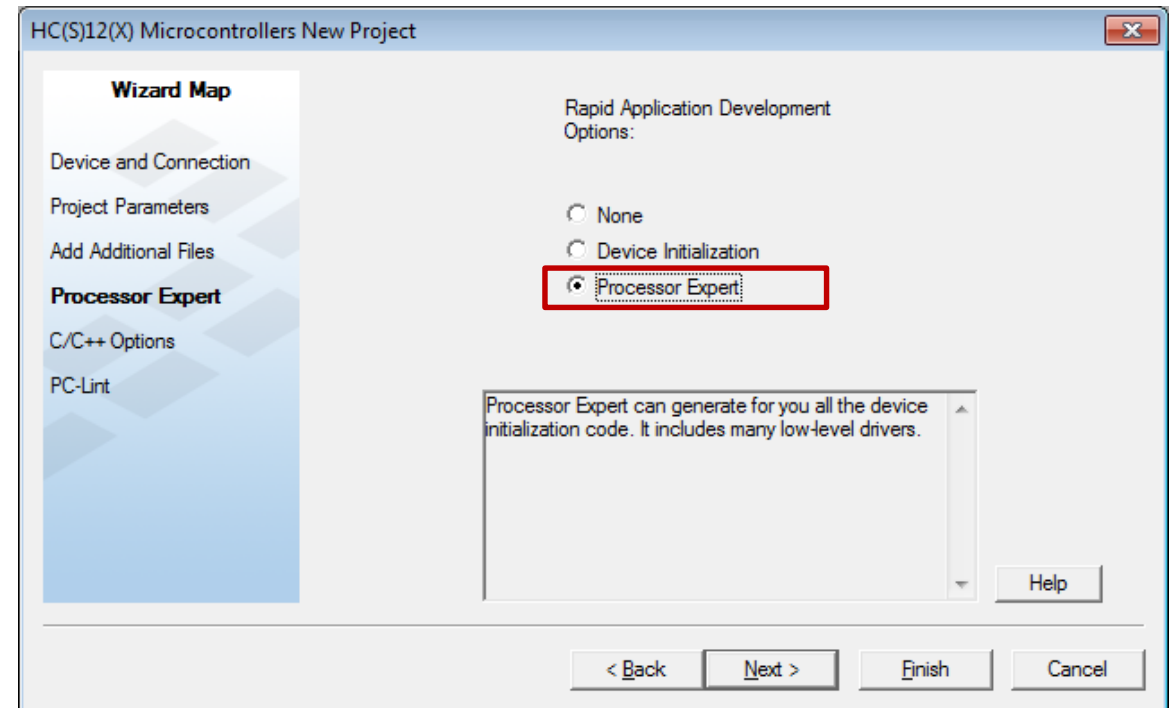 HC(S)12(X) Microcontrollers New Project
Wizard Map
Device and Connection
Project Parameters
Add Additional Files
Processor Expert
C/C++ Options
PC-Lint
Rapid Application Development
Options:
None
Device Initialization
Processor Expert
Processor Expert can generate for you all the device
initialization code. It includes many low-level drivers.
Help
< Back
Next >
Finish
Cancel